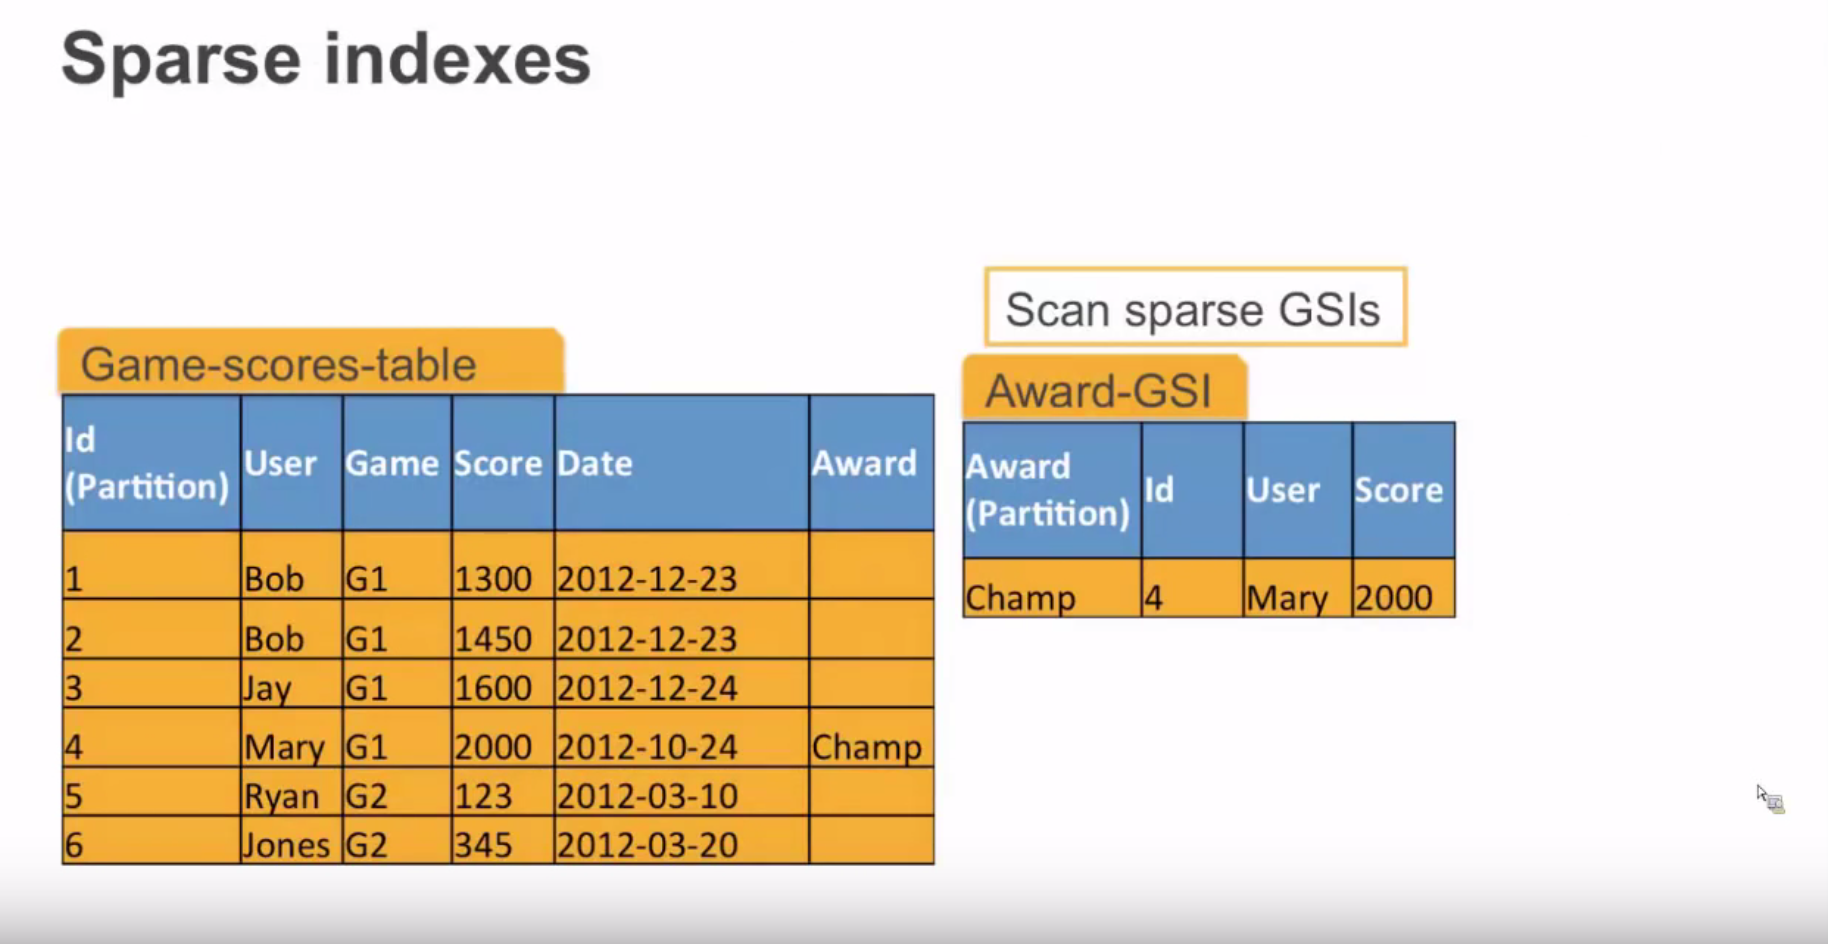 Sparse indexes
Scan sparse GSIs
Game-scores-table
Id (Partition) User Game Score Date Award
1 Bob G1 1300 2012-12-23
2 Bob G1 1450 2012-12-23
3 Jay G1 1600 2012-12-24
4 Mary G1 2000 2012-10-24 Champ
5 Ryan G2 123 2012-03-10
6 Jones G2 345 2012-03-20
Award-GSI
Award (Partition) Id User Score
Champ 4 Mary 2000